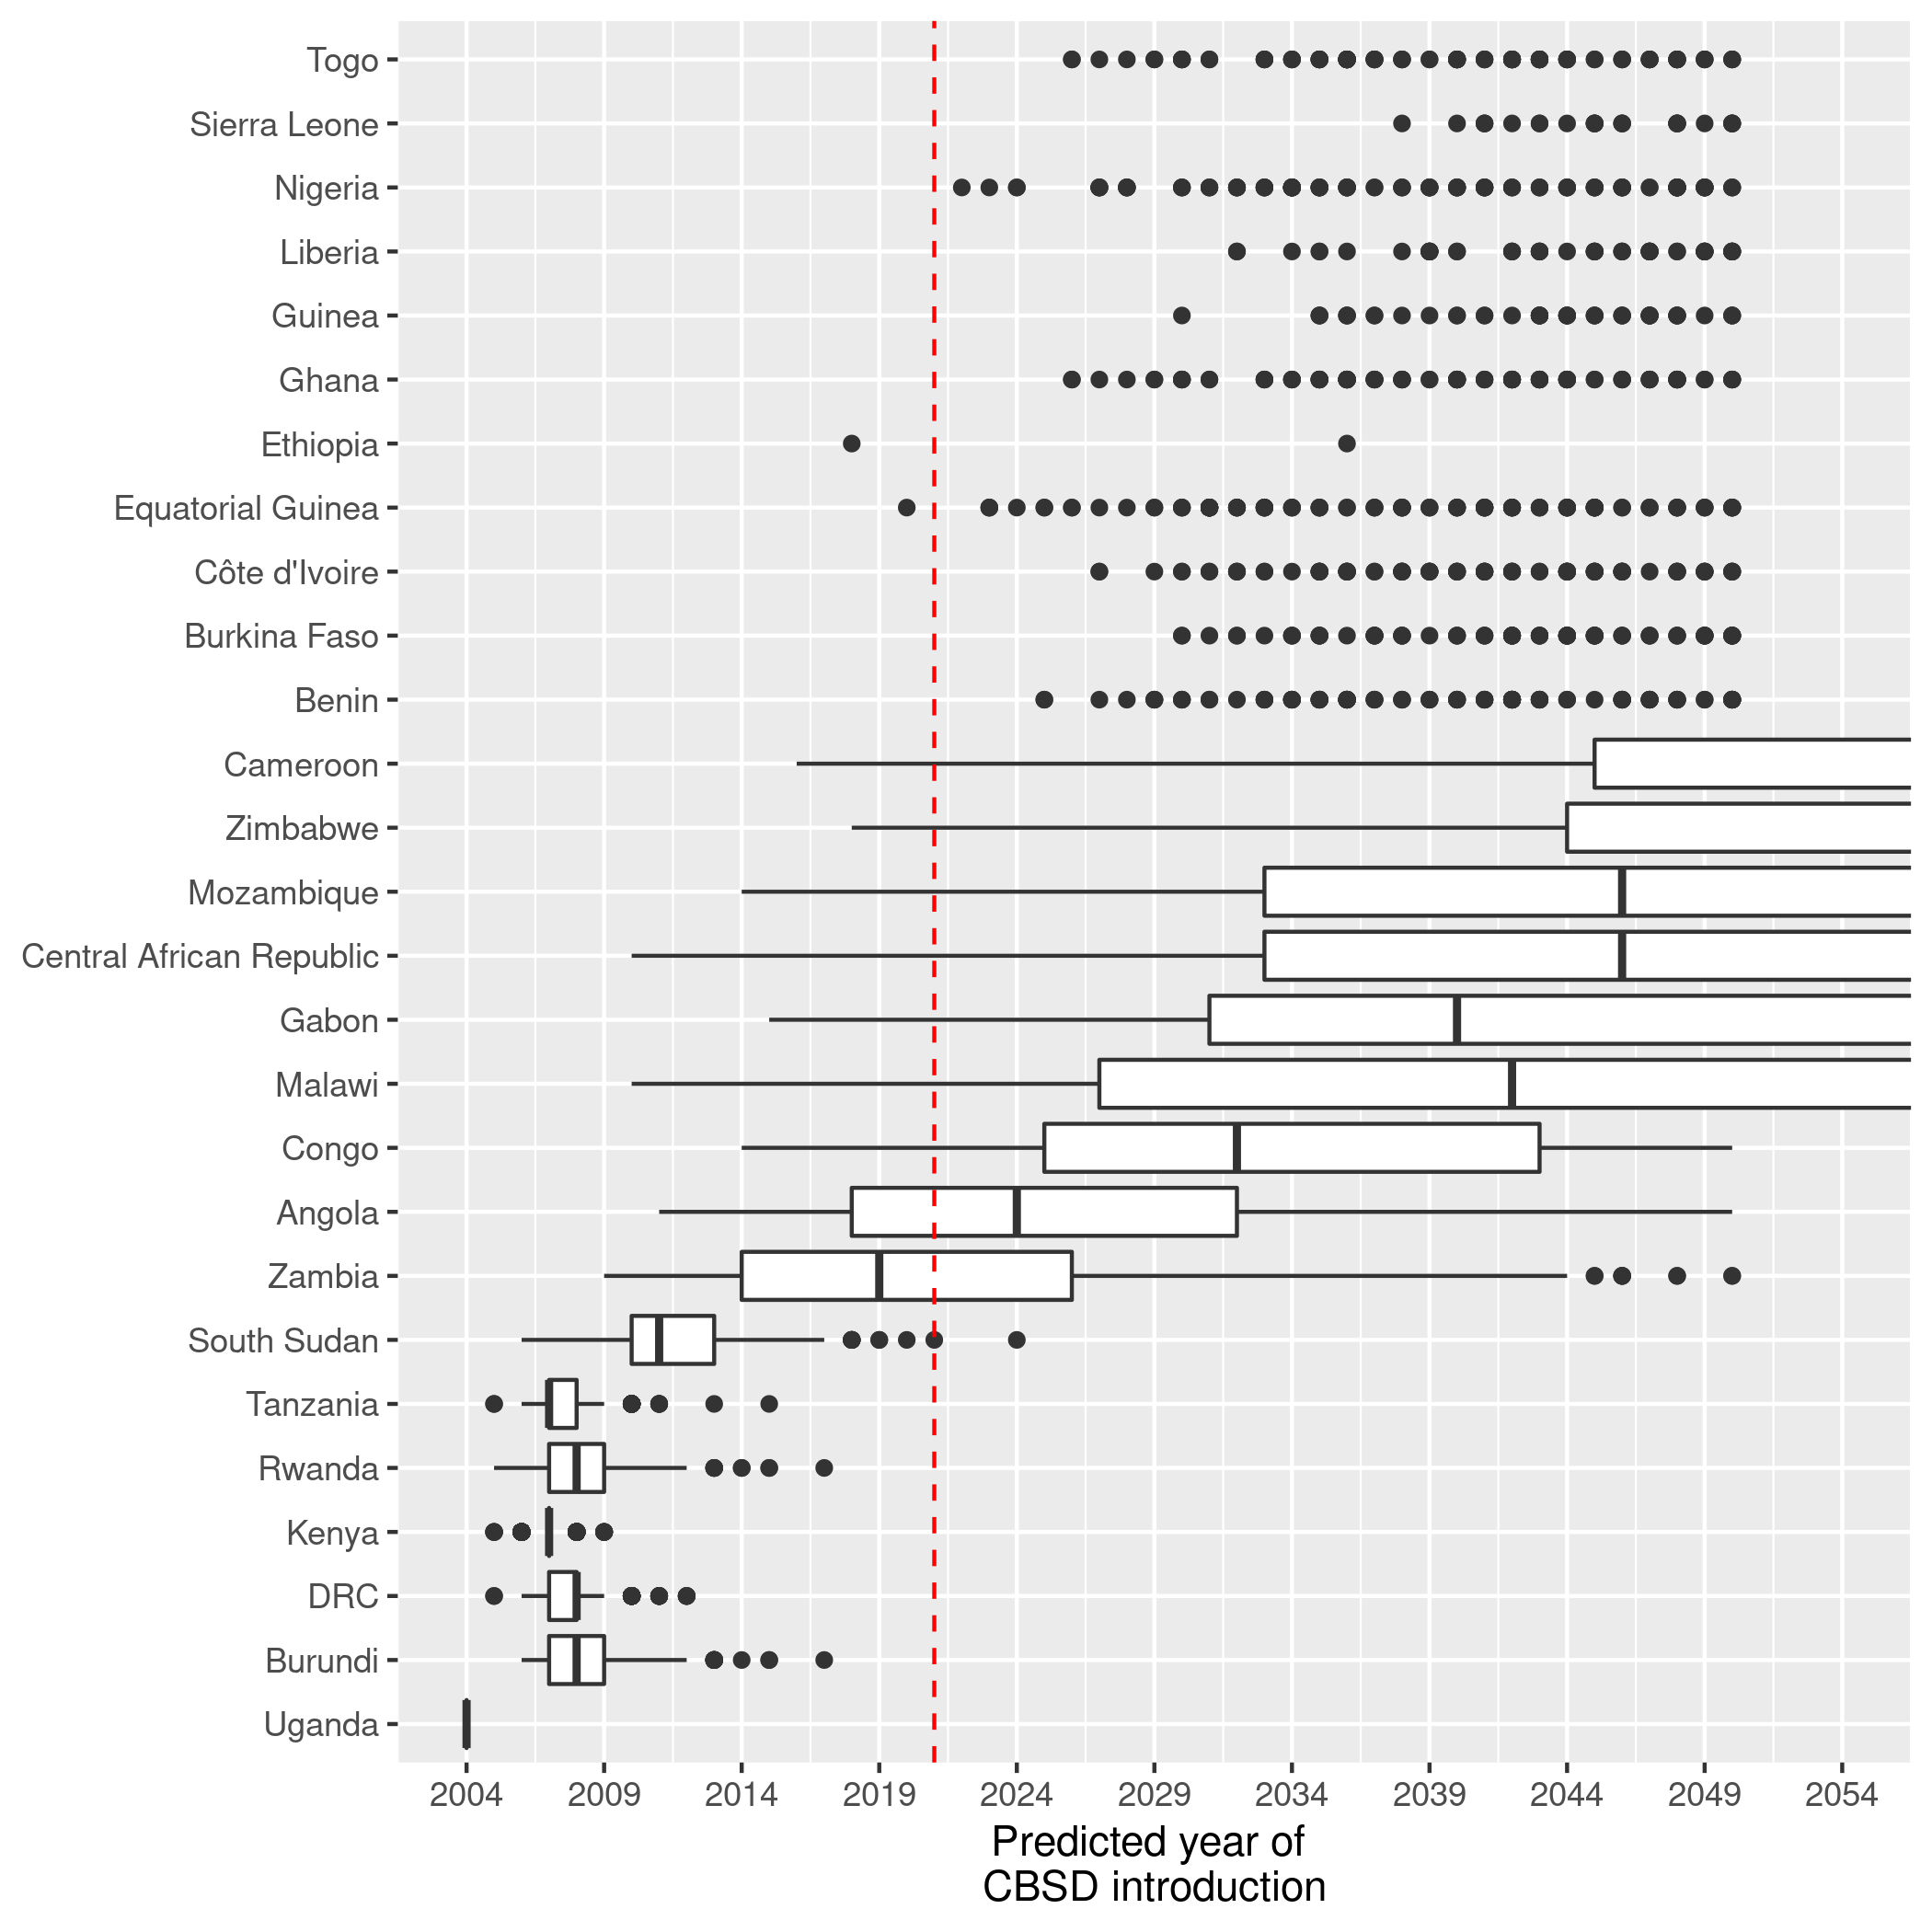 Togo
Sierra Leone
Nigeria
Liberia
Guinea
Ghana
Ethiopia
Equatorial Guinea
Côte d'Ivoire
Burkina Faso
Benin
Cameroon
Zimbabwe
Mozambique
Central African Republic
Gabon
Malawi
Congo
Angola
Zambia
South Sudan
Tanzania
Rwanda
Kenya
DRC
Burundi
Uganda
2004 2009 2014 2019 2024 2029 2034 2039 2044 2049 2054
Predicted year of
CBSD introduction